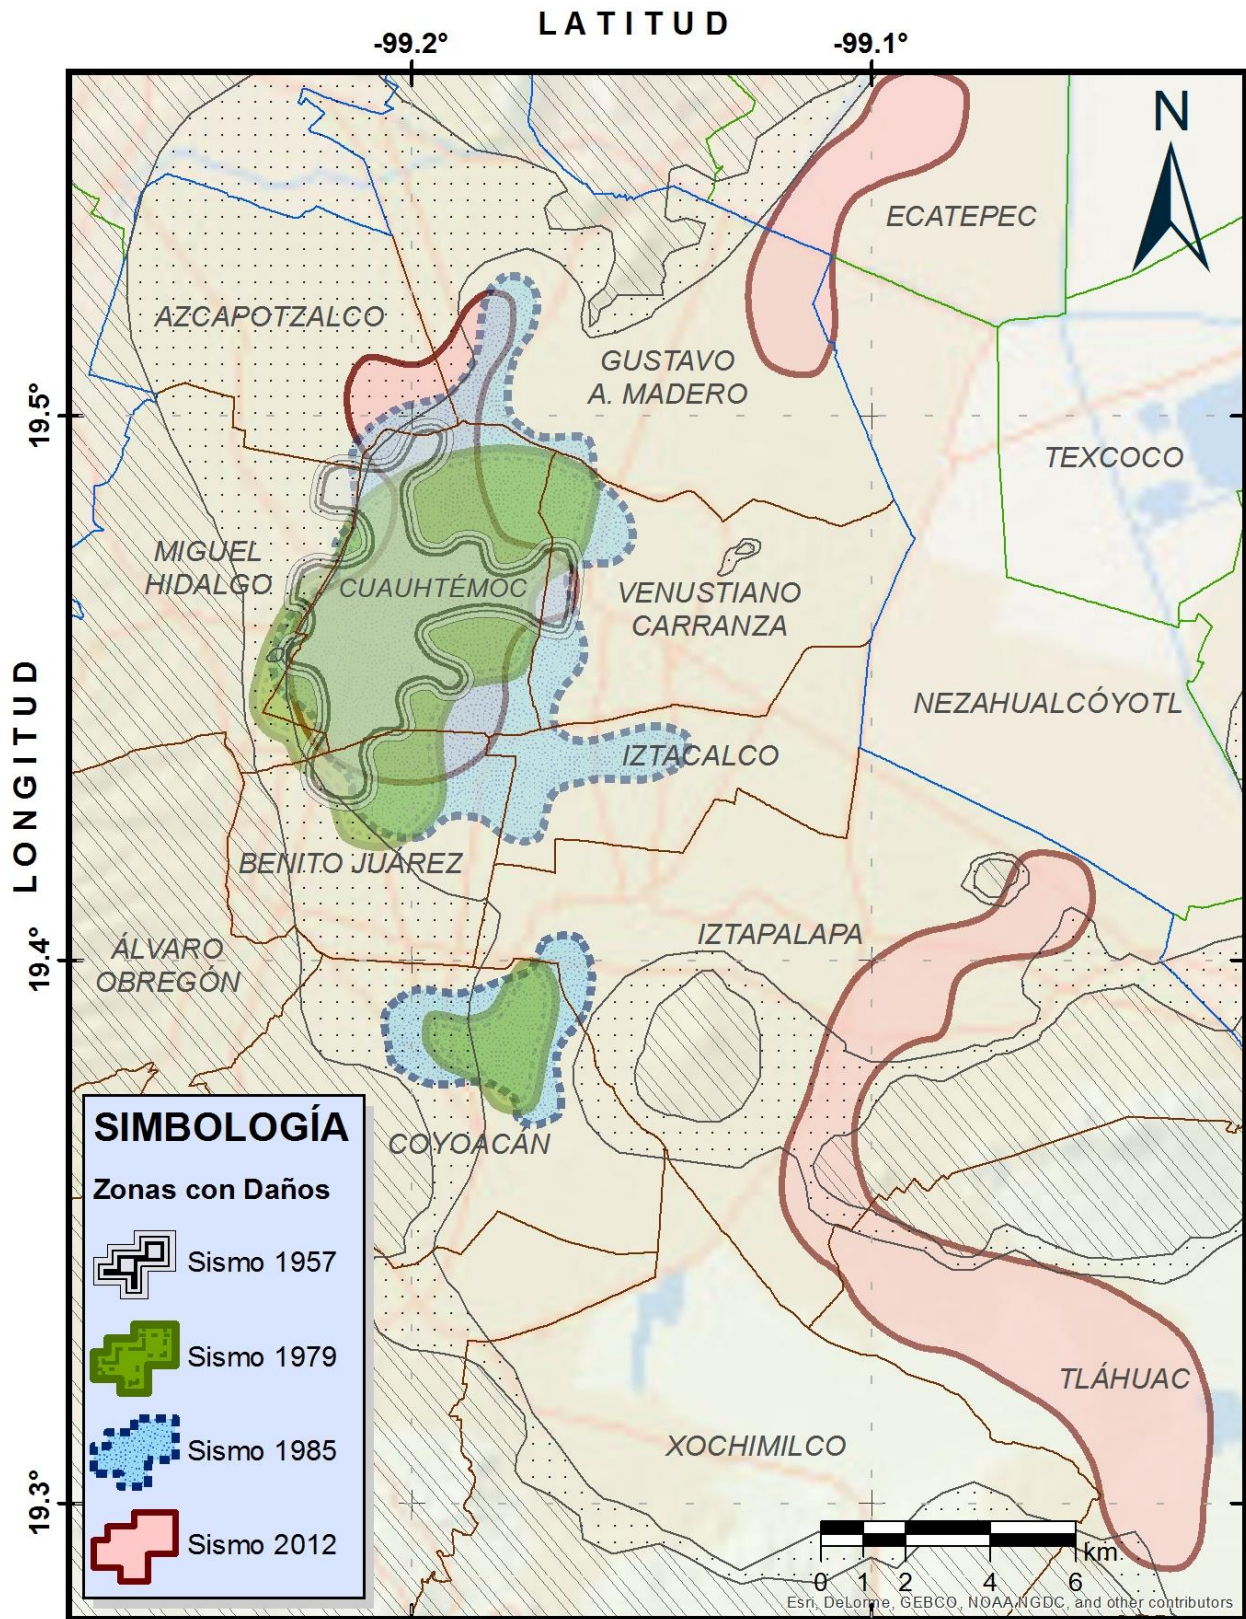 LATITUD
-99.2°
-99.1°
N
ECATEPEC
AZCAPOTZALCO
GUSTAVO
A. MADERO
19.5°
TEXCOCO
MIGUEL
HIDALGO
CUAUHTÉMOC
VENUSTIANO
CARRANZA
LONGITUD
NEZAHUALCÓYOTL
IZTACALCO
BENITO JUÁREZ
IZTAPALAPA
ÁLVARO
OBREGÓN
19.4°
SIMBOLOGÍA
Zonas con Daños
Sismo 1957
Sismo 1979
Sismo 1985
Sismo 2012
COYOACÁN
TLÁHUAC
XOCHIMILCO
19.3°
km
0 1 2 4 6
Esri, DeLorme, GEBCO, NOAA NGDC, and other contributors